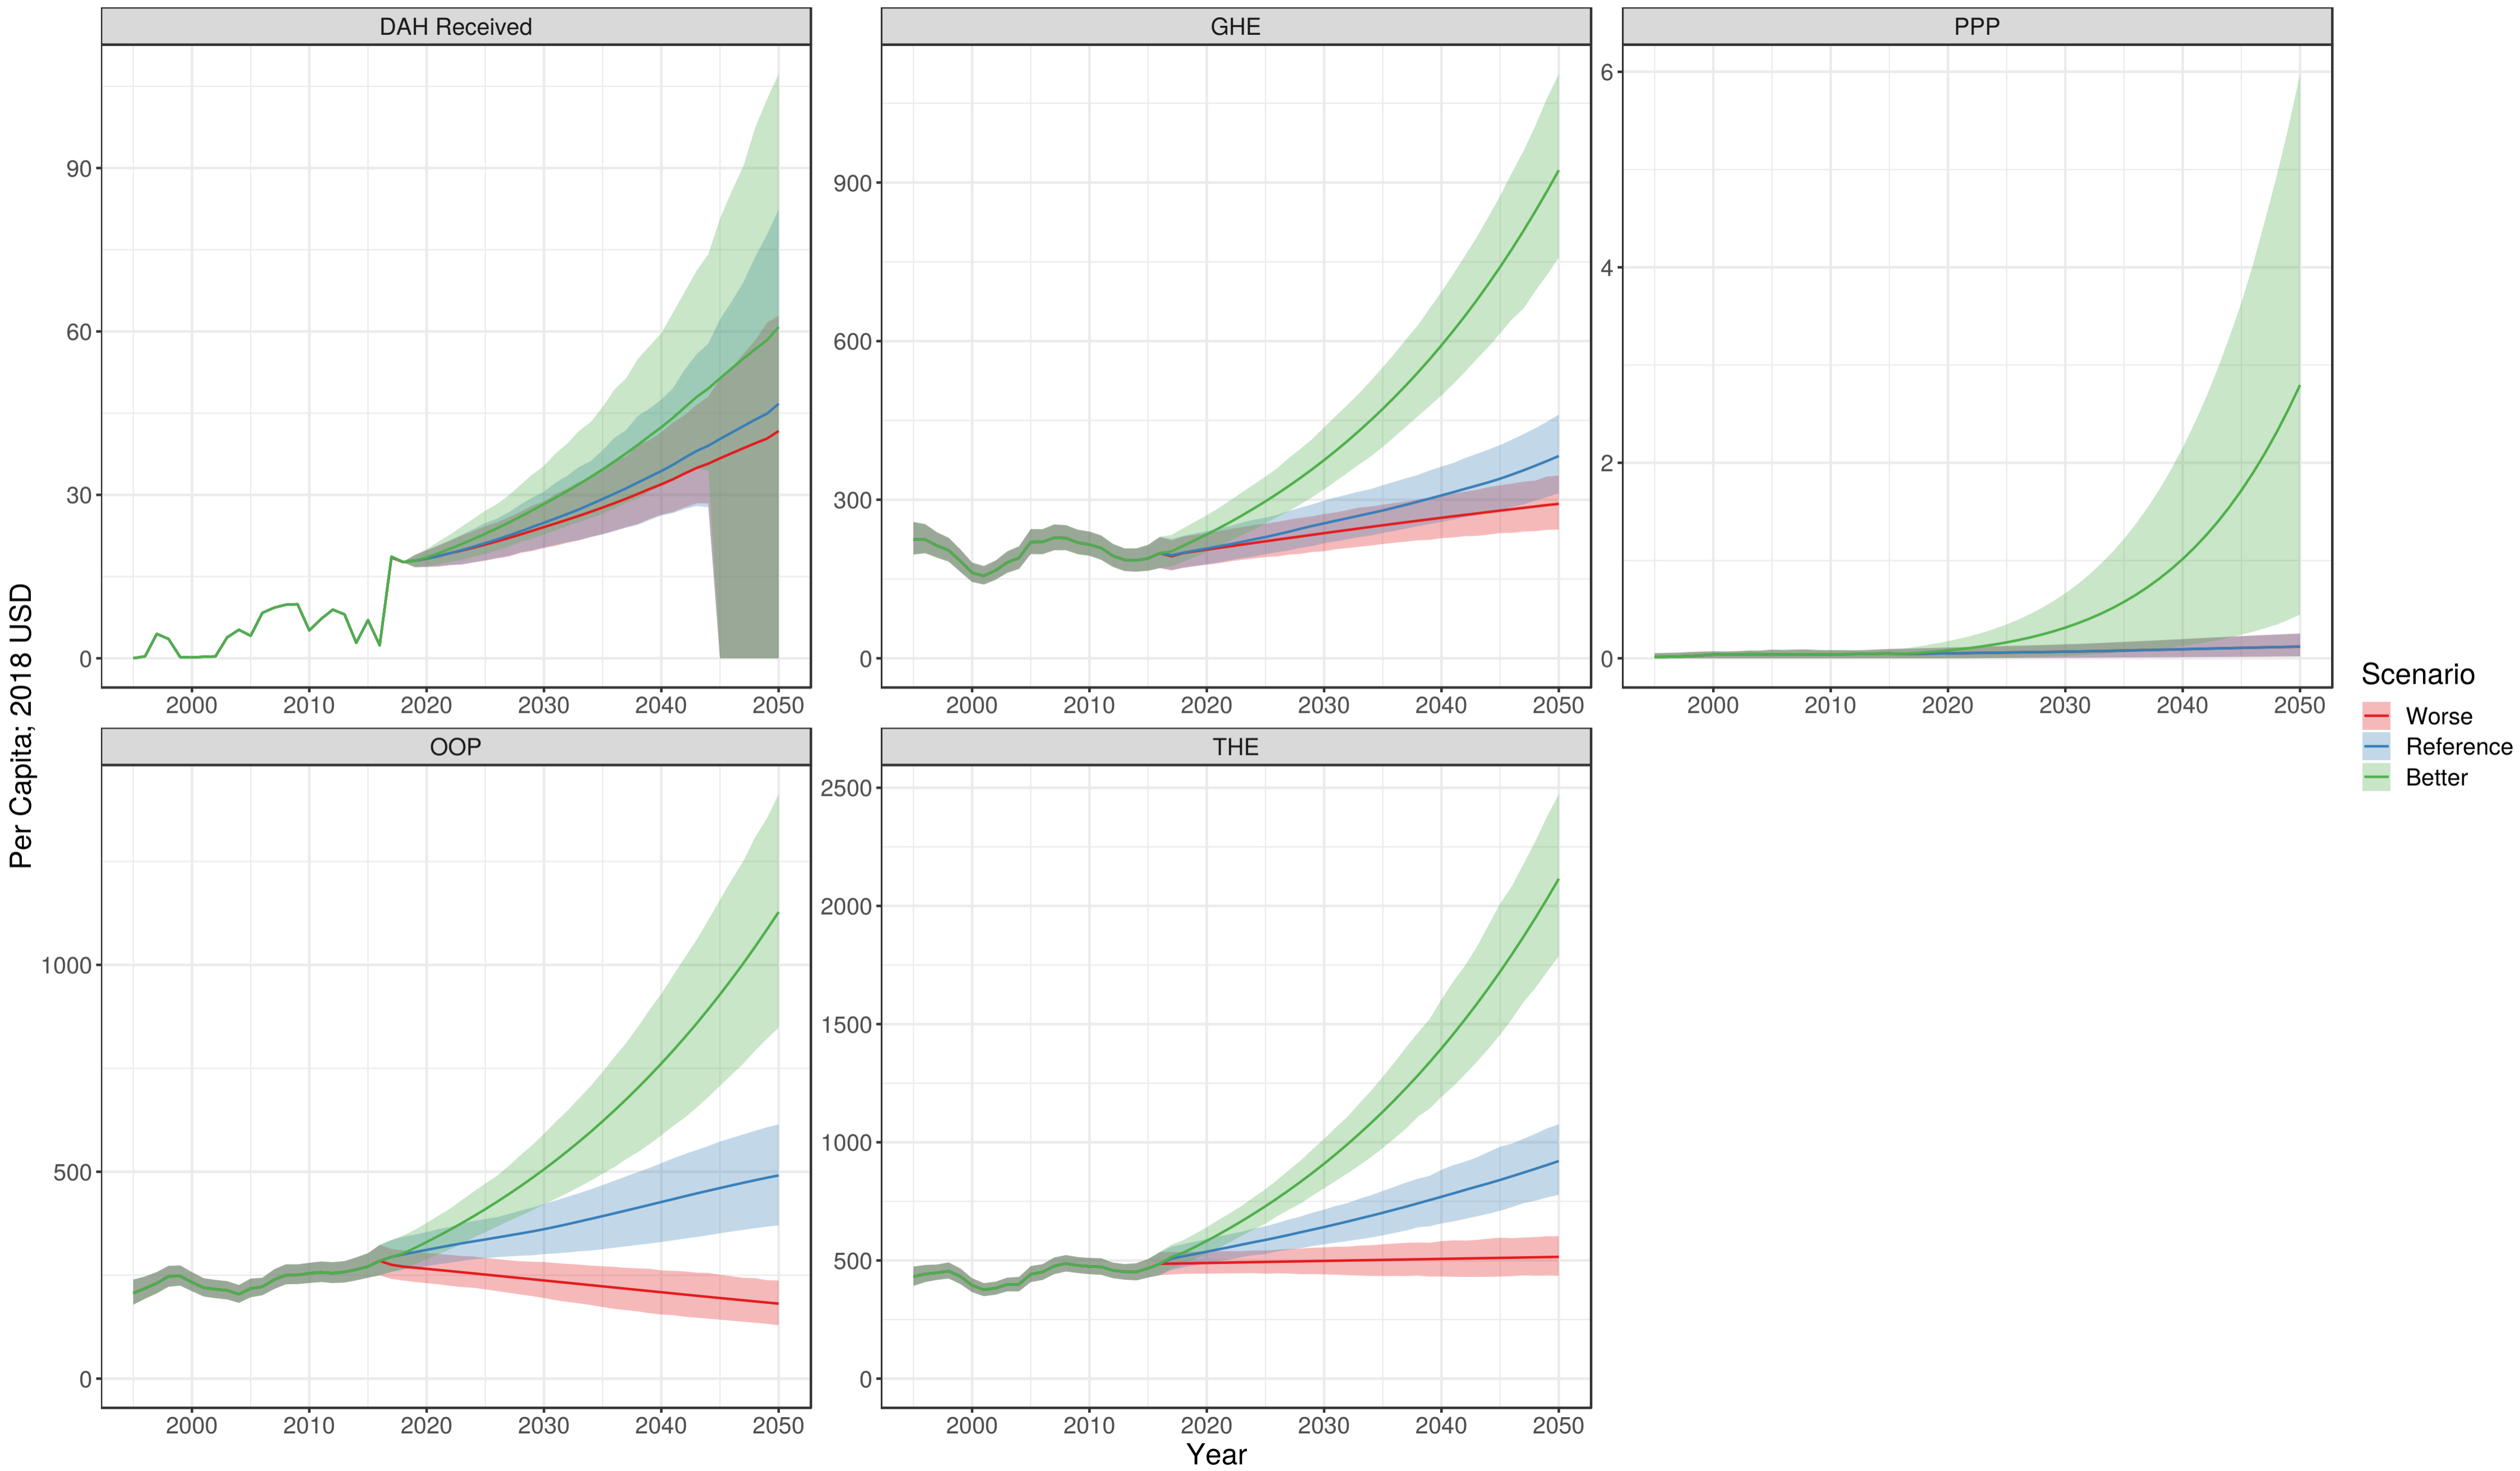 DAH Received
GHE
PPP
90
60
30
0
900
600
300
0
6
4
2
0
2000 2010 2020 2030 2040 2050
2000 2010 2020 2030 2040 2050
2000 2010 2020 2030 2040 2050
OOP
THE
1000
500
0
2500
2000
1500
1000
500
0
2000 2010 2020 2030 2040 2050
2000 2010 2020 2030 2040 2050
Per Capita; 2018 USD
Year
Scenario
Worse
Reference
Better